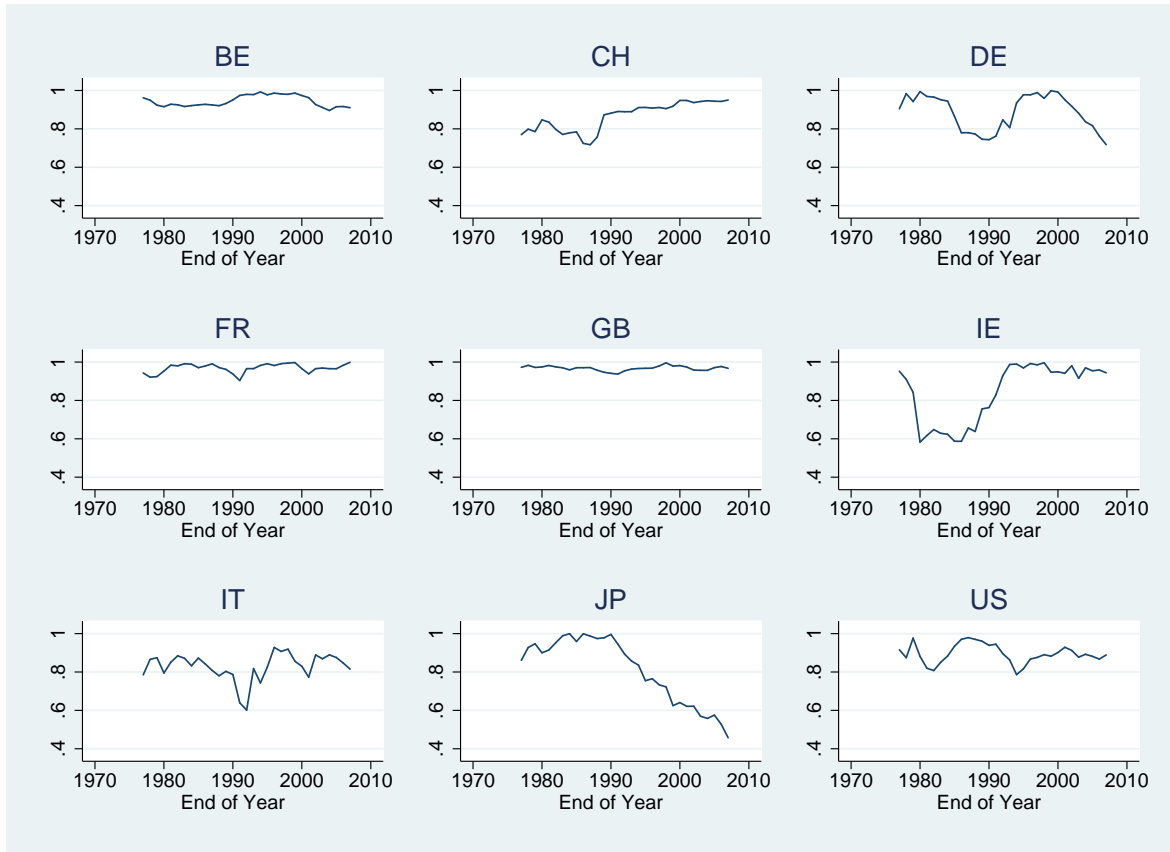 BE CH DE
1 1 1
.8 .8 .8
.6 .6 .6
.4 .4 .4
1970 1980 1990 2000 2010 1970 1980 1990 2000 2010 1970 1980 1990 2000 2010
End of Year End of Year End of Year
FR GB IE
1 1 1
.8 .8 .8
.6 .6 .6
.4 .4 .4
1970 1980 1990 2000 2010 1970 1980 1990 2000 2010 1970 1980 1990 2000 2010
End of Year End of Year End of Year
IT JP US
1 1 1
.8 .8 .8
.6 .6 .6
.4 .4 .4
1970 1980 1990 2000 2010 1970 1980 1990 2000 2010 1970 1980 1990 2000 2010
End of Year End of Year End of Year